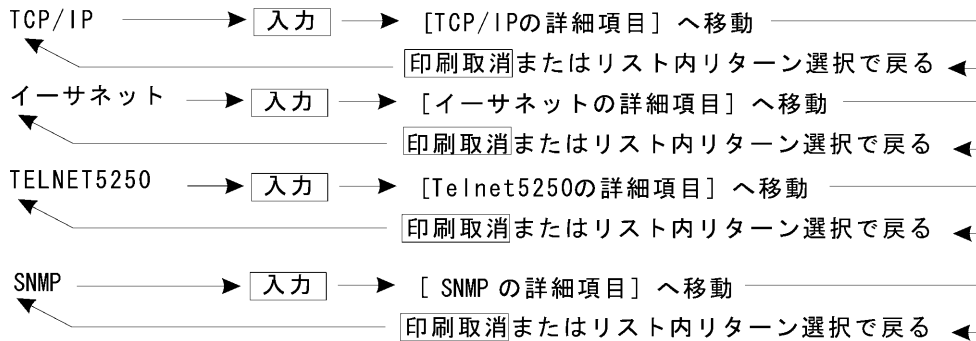 TCP/IP 入力 [TCP/IPの詳細項目] へ移動
印刷取消またはリスト内リターン選択で戻る
イーサネット 入力 [イーサネットの詳細項目] へ移動
印刷取消またはリスト内リターン選択で戻る
TELNET5250 入力 [Telnet5250の詳細項目] へ移動
印刷取消またはリスト内リターン選択で戻る
SNMP 入力 [ SNMP の詳細項目] へ移動
印刷取消またはリスト内リターン選択で戻る